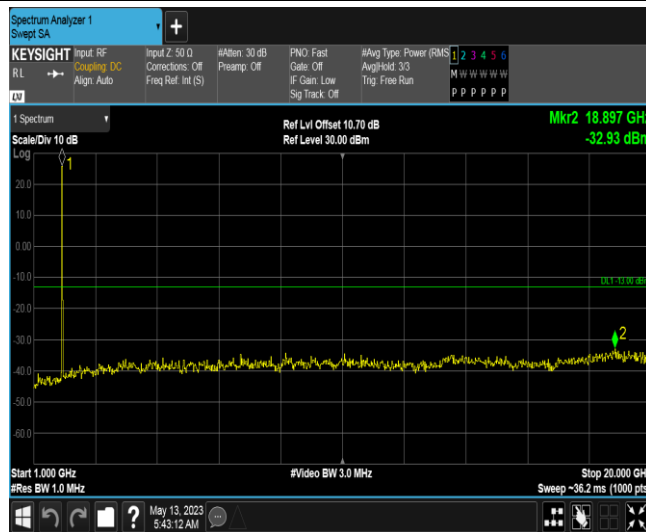 Spectrum Analyzer 1
Swept SA
+
KEYSIGHT
RL
LXI
Input: RF
Coupling: DC
Align: Auto
Input Z: 50 Ω
Corrections: Off
Freq Ref: Int (S)
#Atten: 30 dB
Preamp: Off
PNO: Fast
Gate: Off
IF Gain: Low
Sig Track: Off
#Avg Type: Power (RMS
Avg|Hold: 3/3
Trig: Free Run
1 2 3 4 5 6
M W W W W W
P P P P P P
1 Spectrum
Scale/Div 10 dB
Log
Ref Lvl Offset 10.70 dB
Ref Level 30.00 dBm
Mkr2 18.897 GHz
-32.93 dBm
1
20.0
10.0
0.00
-10.0
DL1 -13.00 dBm
-20.0
-30.0
2
-40.0
-50.0
-60.0
Start 1.000 GHz
#Video BW 3.0 MHz
Stop 20.000 GHz
#Res BW 1.0 MHz
Sweep ~36.2 ms (1000 pts)
?
May 13, 2023
5:43:12 AM